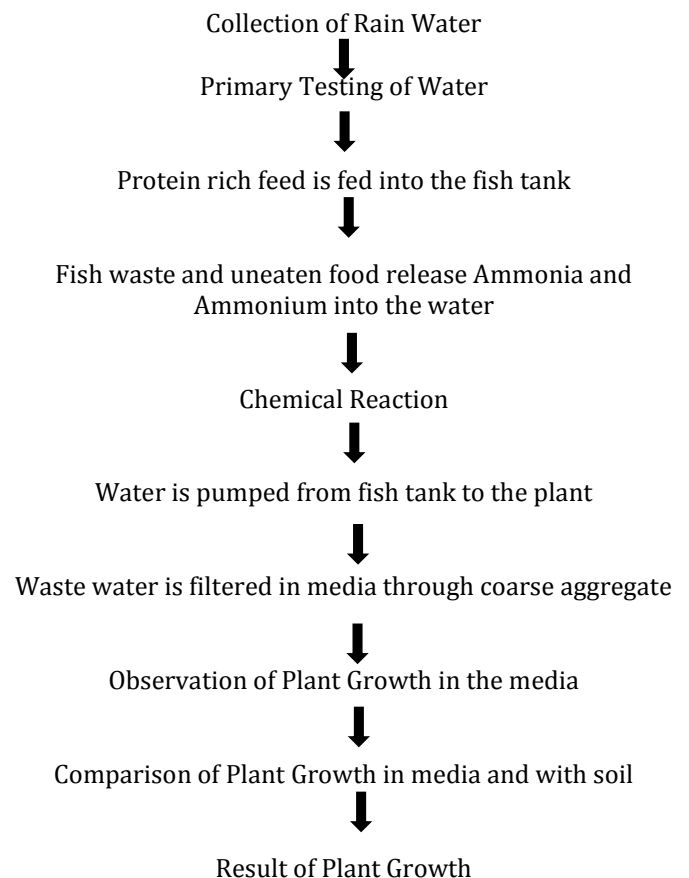 Collection of Rain Water
Primary Testing of Water
Protein rich feed is fed into the fish tank
Fish waste and uneaten food release Ammonia and
Ammonium into the water
Chemical Reaction
Water is pumped from fish tank to the plant
Waste water is filtered in media through coarse aggregate
Observation of Plant Growth in the media
Comparison of Plant Growth in media and with soil
Result of Plant Growth